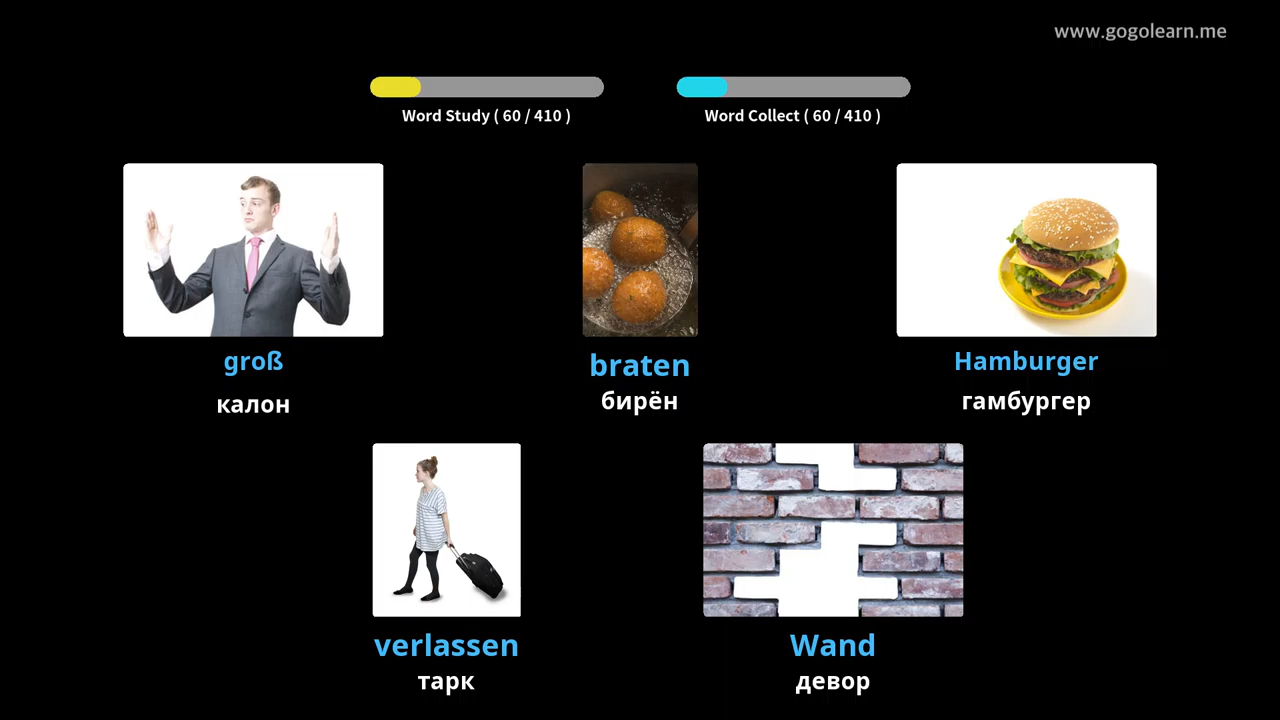 www.gogolearn.me
Word Study ( 60 / 410 )
Word Collect ( 60 / 410 )
groß
калон
braten
бирён
Hamburger
гамбургер
verlassen
тарк
Wand
девор